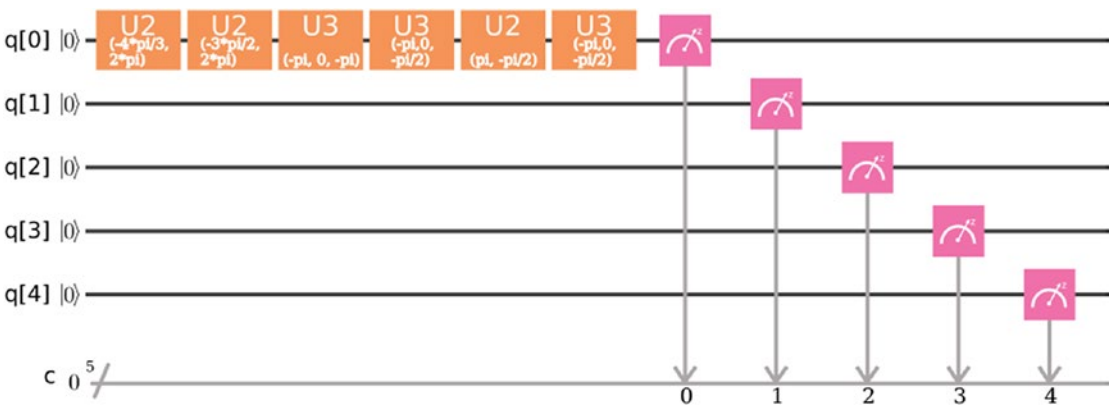 q[0] |0⟩ U2 (-4*pi/3, 2*pi) U2 (-3*pi/2, 2*pi) U3 (-pi, 0, -pi) U3 (-pi,0, -pi/2) U2 (pi, -pi/2) U3 (-pi,0, -pi/2) z
q[1] |0⟩ z
q[2] |0⟩ z
q[3] |0⟩ z
q[4] |0⟩ z
c 0 5
0 1 2 3 4